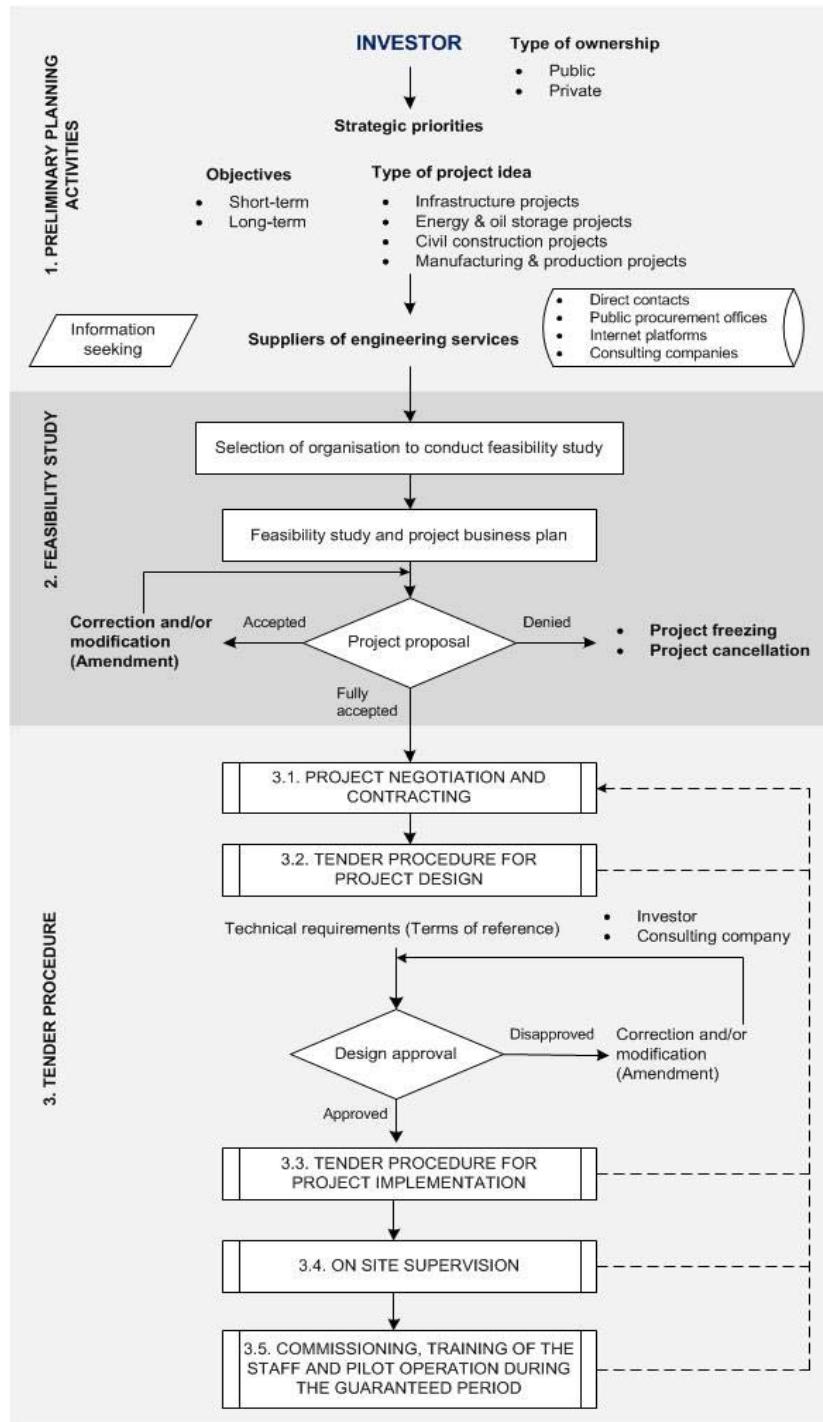 1. PRELIMINARY PLANNING
ACTIVITIES
INVESTOR
Type of ownership
• Public
• Private
Strategic priorities
Objectives
• Short-term
• Long-term
Type of project idea
• Infrastructure projects
• Energy & oil storage projects
• Civil construction projects
• Manufacturing & production projects
Information
seeking
Suppliers of engineering services
• Direct contacts
• Public procurement offices
• Internet platforms
• Consulting companies
2. FEASIBILITY STUDY
Selection of organisation to conduct feasibility study
Feasibility study and project business plan
Correction and/or
modification
(Amendment)
Accepted
Project proposal
Denied
• Project freezing
• Project cancellation
Fully
accepted
3. TENDER PROCEDURE
3.1. PROJECT NEGOTIATION AND
CONTRACTING
3.2. TENDER PROCEDURE FOR
PROJECT DESIGN
Technical requirements (Terms of reference)
• Investor
• Consulting company
Design approval
Disapproved
Correction and/or
modification
(Amendment)
Approved
3.3. TENDER PROCEDURE FOR
PROJECT IMPLEMENTATION
3.4. ON SITE SUPERVISION
3.5. COMMISSIONING, TRAINING OF THE
STAFF AND PILOT OPERATION DURING
THE GUARANTEED PERIOD